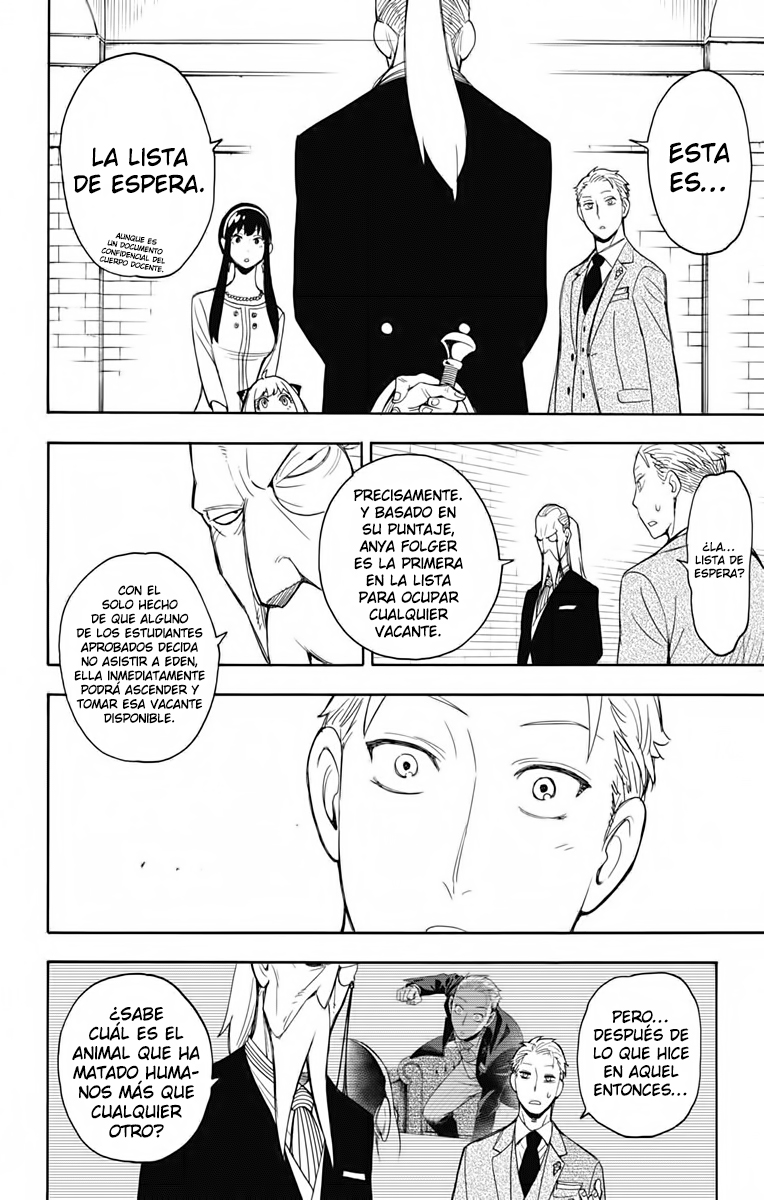 ESTA
ES...
LA LISTA
DE ESPERA.
AUNQUE ES
UN DOCUMENTO
CONFIDENCIAL DEL
CUERPO DOCENTE.
¿LA...
LISTA DE
ESPERA?
PRECISAMENTE.
Y BASADO EN
SU PUNTAJE,
ANYA FOLGER
ES LA PRIMERA
EN LA LISTA
PARA OCUPAR
CUALQUIER
VACANTE.
CON EL
SOLO HECHO
DE QUE ALGUNO
DE LOS ESTUDIANTES
APROBADOS DECIDA
NO ASISTIR A EDEN,
ELLA INMEDIATAMENTE
PODRÁ ASCENDER Y
TOMAR ESA VACANTE
DISPONIBLE.
PERO...
DESPUÉS DE
LO QUE HICE
EN AQUEL
ENTONCES...
¿SABE
CUÁL ES EL
ANIMAL QUE HA
MATADO HUMA-
NOS MÁS QUE
CUALQUIER
OTRO?